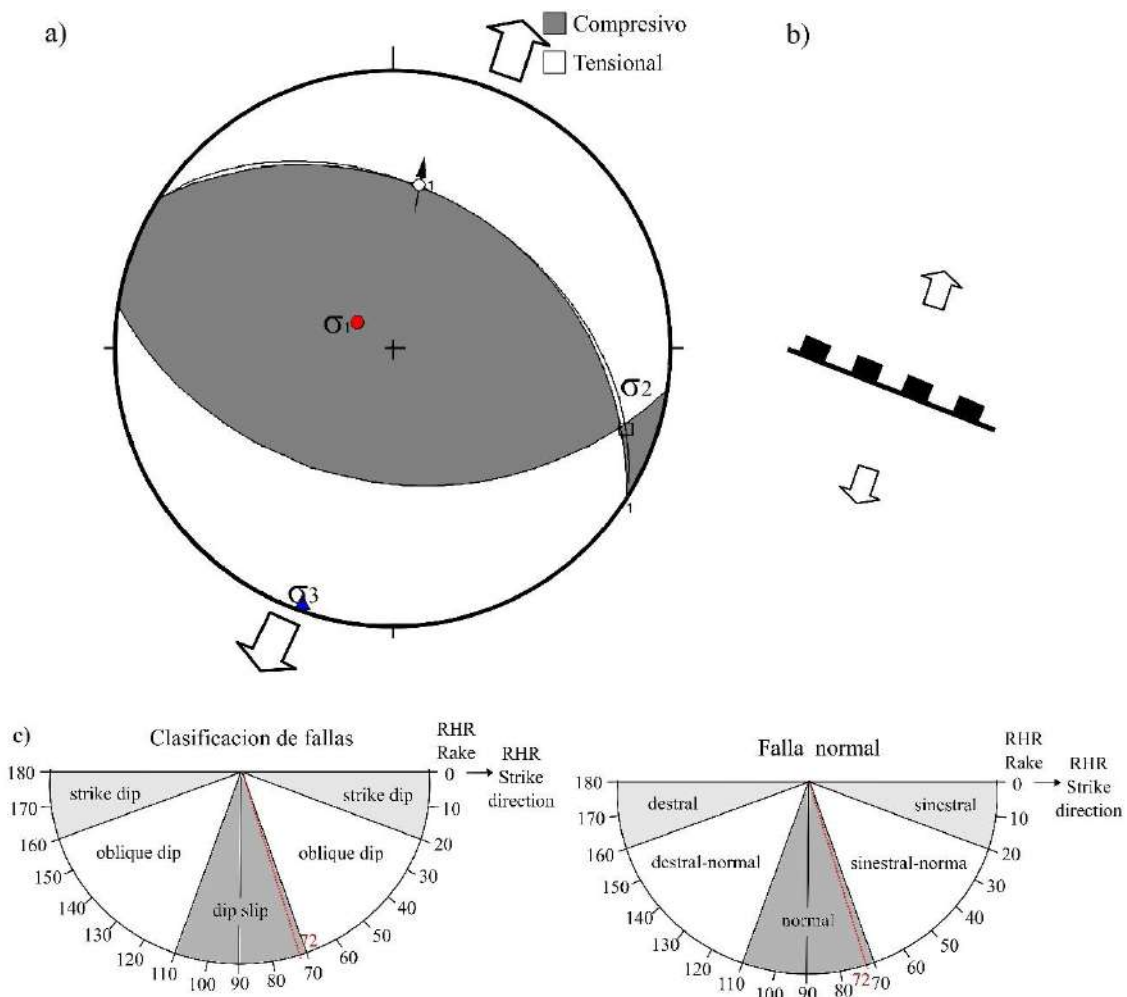 a)
Compresivo
Tensional
b)
1
σ1
σ2
1
σ3
c)
Clasificacion de fallas
RHR
Rake
RHR
Strike
direction
180
170
160
150
140
130
120
110
100
90
80
70
60
50
40
30
20
10
0
strike dip
strike dip
oblique dip
oblique dip
dip slip
72
Falla normal
RHR
Rake
RHR
Strike
direction
180
170
160
150
140
130
120
110
100
90
80
72
70
60
50
40
30
20
10
0
destral
sinestral
destral-normal
sinestral-norma
normal